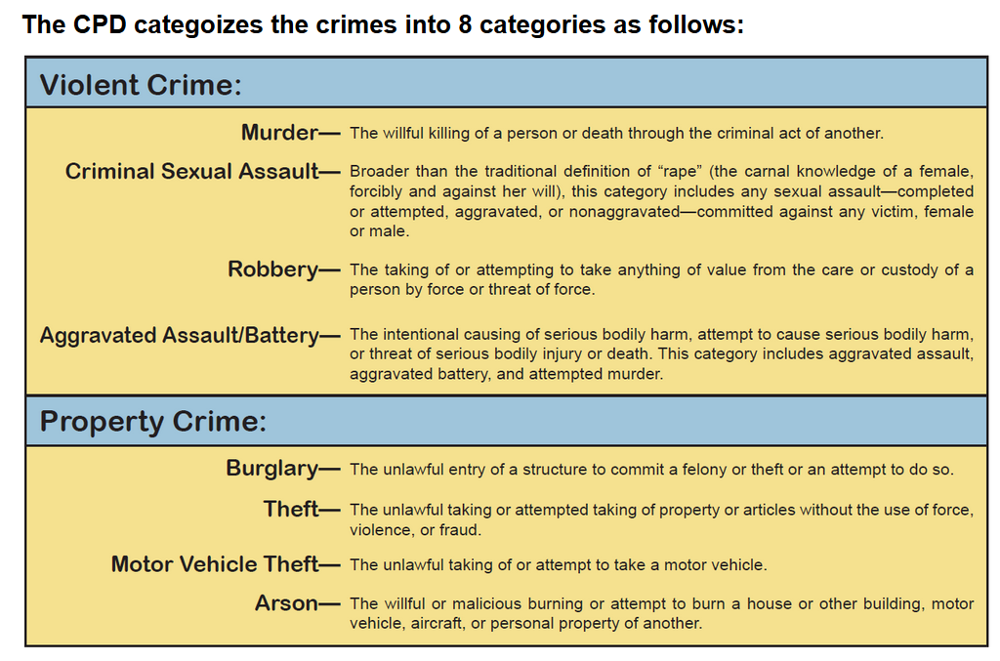 The CPD categoizes the crimes into 8 categories as follows:
Violent Crime:
Murder— The willful killing of a person or death through the criminal act of another.
Criminal Sexual Assault— Broader than the traditional definition of “rape” (the carnal knowledge of a female,
forcibly and against her will), this category includes any sexual assault—completed
or attempted, aggravated, or nonaggravated—committed against any victim, female
or male.
Robbery— The taking of or attempting to take anything of value from the care or custody of a
person by force or threat of force.
Aggravated Assault/Battery— The intentional causing of serious bodily harm, attempt to cause serious bodily harm,
or threat of serious bodily injury or death. This category includes aggravated assault,
aggravated battery, and attempted murder.
Property Crime:
Burglary— The unlawful entry of a structure to commit a felony or theft or an attempt to do so.
Theft— The unlawful taking or attempted taking of property or articles without the use of force,
violence, or fraud.
Motor Vehicle Theft— The unlawful taking of or attempt to take a motor vehicle.
Arson— The willful or malicious burning or attempt to burn a house or other building, motor
vehicle, aircraft, or personal property of another.